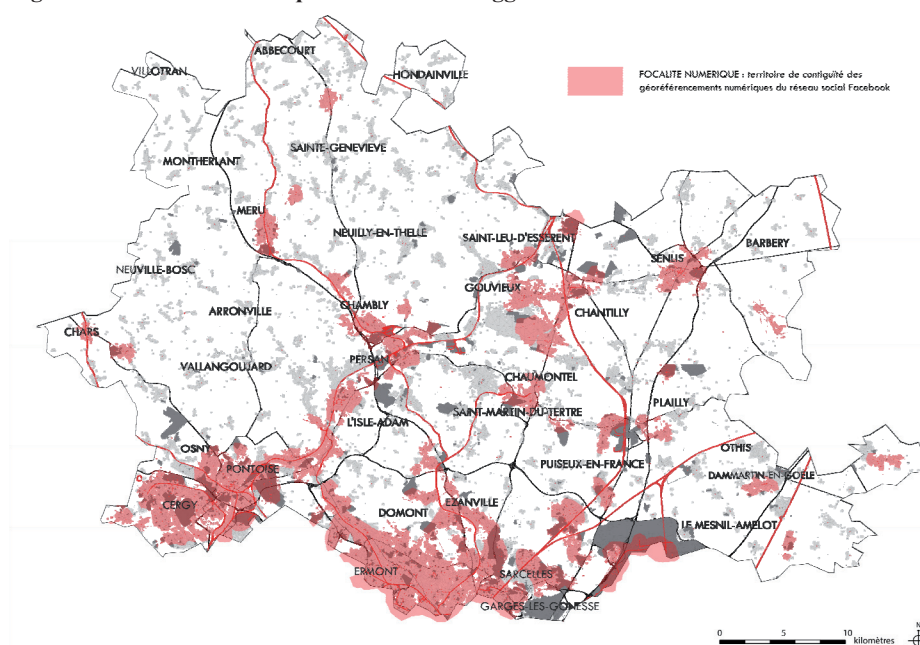 ABBECOURT
VILLOTRAN
HONDAINVILLE
FOCALITE NUMERIQUE : territoire de contiguïté des
géoréférencements numériques du réseau social Facebook
SAINTE-GENEVIEVE
MONTHERLANT
MERU
NEUILLY-EN-THELLE
SAINT-LEU-D'ESSERENT
BARBERY
SENLIS
NEUVILLE-BOSC
GOUVIEUX
ARRONVILLE
CHAMBLY
CHANTILLY
CHARS
PERSAN
VALLANGOUJARD
CHAUMONTEL
PLAILLY
SAINT-MARTIN-DU-TERTRE
L'ISLE-ADAM
OSNY
OTHIS
PONTOISE
PUISEUX-EN-FRANCE
DAMMARTIN-EN-GOELE
CERGY
EZANVILLE
DOMONT
LE MESNIL-AMELOT
ERMONT
SARCELLES
GARGES-LES-GONESSE
N
0 5 10 kilomètres